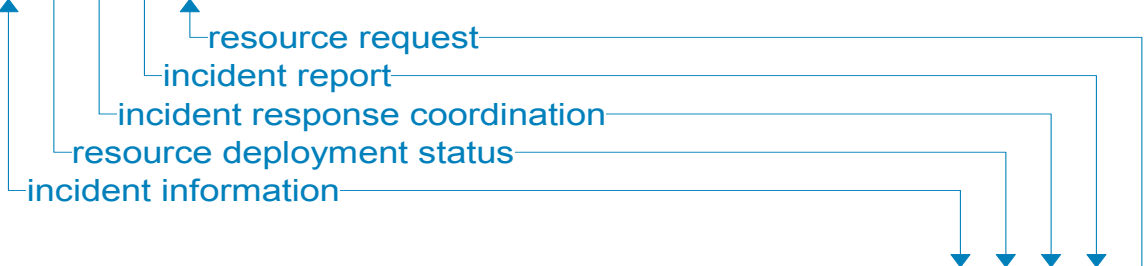 resource request
incident report
incident response coordination
resource deployment status
incident information